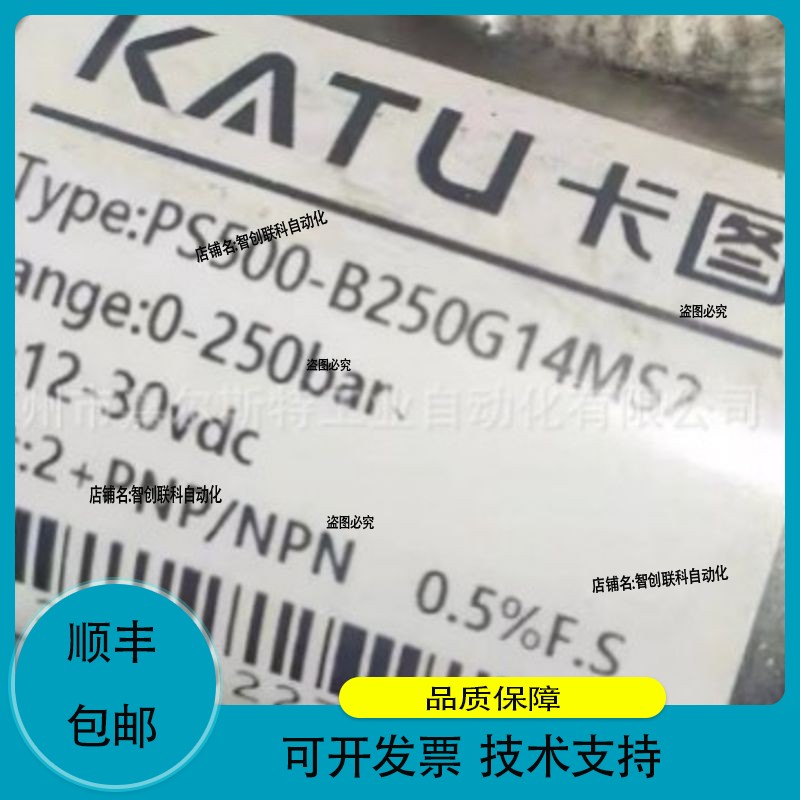 KATU 卡图
Type:PS500-B250G14MS2
店铺名:智创联科自动化
盗图必究
ange:0-250bar
盗图必究
12-30vdc
斯特工业自动化有限公司
:2+PNP/NPN
店铺名:智创联科自动化
盗图必究
0.5%F.S
店铺名:智创联科自动化
顺丰
包邮
品质保障
可开发票 技术支持